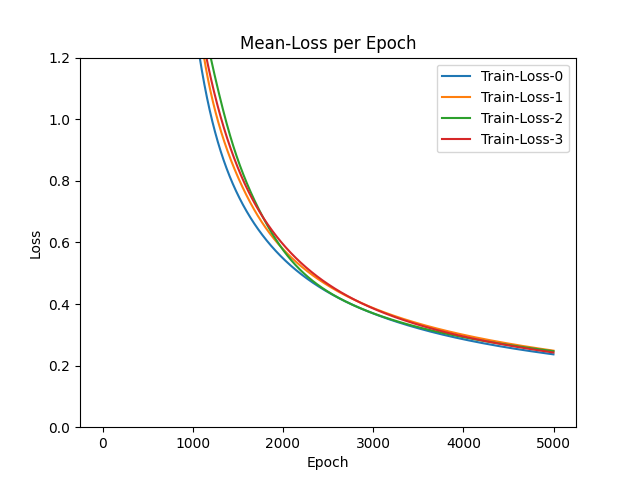 Mean-Loss per Epoch
Train-Loss-0
Train-Loss-1
Train-Loss-2
Train-Loss-3
Loss
1.2
1.0
0.8
0.6
0.4
0.2
0.0
0 1000 2000 3000 4000 5000
Epoch